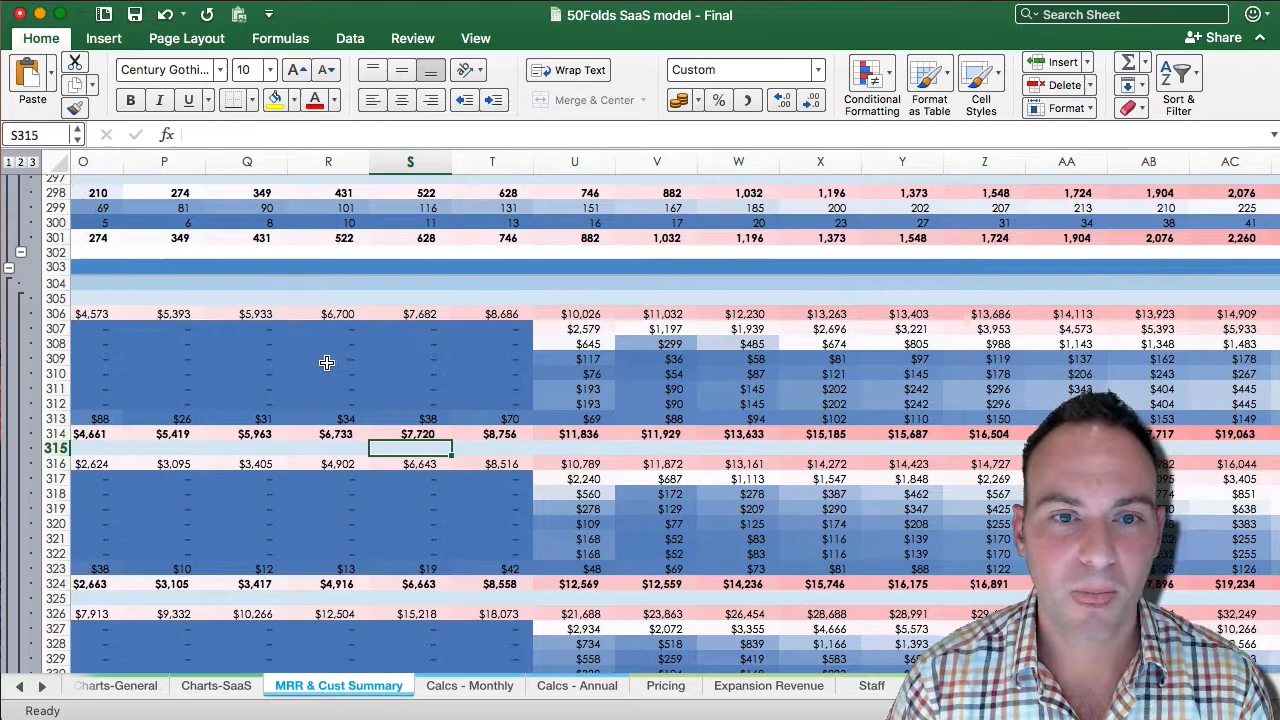 50Folds SaaS model - Final
Search Sheet
Home Insert Page Layout Formulas Data Review View
Share
Century Gothi... 10
Wrap Text
Custom
Insert
Paste
B I U
Merge & Center
Conditional Formatting
Format as Table
Cell Styles
Delete
Format
Sort & Filter
S315
fx
1 2 3 O P Q R S T U V W X Y Z AA AB AC
297
298 210 274 349 431 522 628 746 882 1,032 1,196 1,373 1,548 1,724 1,904 2,076
299 69 81 90 101 116 131 151 167 185 200 202 207 213 210 225
300 5 6 8 10 11 13 16 17 20 23 27 31 34 38 41
301 274 349 431 522 628 746 882 1,032 1,196 1,373 1,548 1,724 1,904 2,076 2,260
302
303
304
305
306 $4,573 $5,393 $5,933 $6,700 $7,682 $8,686 $10,026 $11,032 $12,230 $13,263 $13,403 $13,686 $14,113 $13,923 $14,909
307 – – – – – – $2,579 $1,197 $1,939 $2,696 $3,221 $3,953 $4,573 $5,393 $5,933
308 – – – – – – $645 $299 $485 $674 $805 $988 $1,143 $1,348 $1,483
309 – – – – – – $117 $36 $58 $81 $97 $119 $137 $162 $178
310 – – – – – – $76 $54 $87 $121 $145 $178 $206 $243 $267
311 – – – – – – $193 $90 $145 $202 $242 $296 $343 $404 $445
312 – – – – – – $193 $90 $145 $202 $242 $296 $404 $445
313 $88 $26 $31 $34 $38 $70 $69 $88 $94 $102 $110 $150 $153 $149
314 $4,661 $5,419 $5,963 $6,733 $7,720 $8,756 $11,836 $11,929 $13,633 $15,185 $15,687 $16,504 7,717 $19,063
315
316 $2,624 $3,095 $3,405 $4,902 $6,643 $8,516 $10,789 $11,872 $13,161 $14,272 $14,423 $14,727 982 $16,044
317 – – – – – – $2,240 $687 $1,113 $1,547 $1,848 $2,269 095 $3,405
318 – – – – – – $560 $172 $278 $387 $462 $567 774 $851
319 – – – – – – $278 $129 $209 $290 $347 $425 $638
320 – – – – – – $109 $77 $125 $174 $208 $255 $383
321 – – – – – – $168 $52 $83 $116 $139 $170 $255
322 – – – – – – $168 $52 $83 $116 $139 $170 $255
323 $38 $10 $12 $13 $19 $42 $48 $69 $73 $81 $88 $122 $126
324 $2,663 $3,105 $3,417 $4,916 $6,663 $8,558 $12,569 $12,559 $14,236 $15,746 $16,175 $16,891 7,896 $19,234
325
326 $7,913 $9,332 $10,266 $12,504 $15,218 $18,073 $21,688 $23,863 $26,454 $28,688 $28,991 $29 $32,249
327 – – – – – – $2,934 $2,072 $3,355 $4,666 $5,573 $10,266
328 – – – – – – $734 $518 $839 $1,166 $1,393 ,566
329 – – – – – – $558 $259 $419 $583
Charts-General Charts-SaaS MRR & Cust Summary Calcs - Monthly Calcs - Annual Pricing Expansion Revenue Staff
Ready